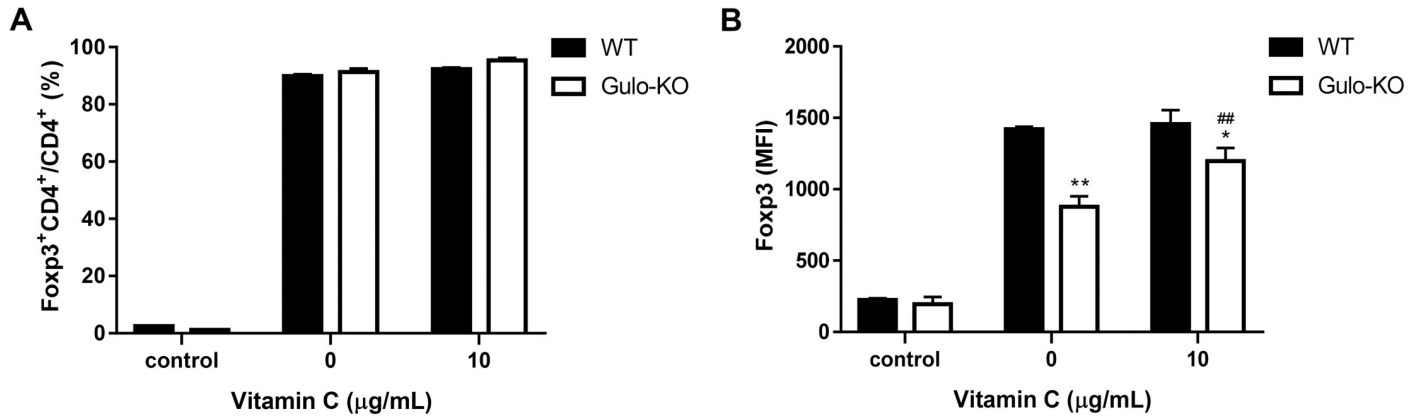 A
Foxp3⁺CD4⁺/CD4⁺ (%)
100
80
60
40
20
0
control
0
10
Vitamin C (μg/mL)
WT
Gulo-KO
B
Foxp3 (MFI)
2000
1500
1000
500
0
**
##
*
control
0
10
Vitamin C (μg/mL)
WT
Gulo-KO